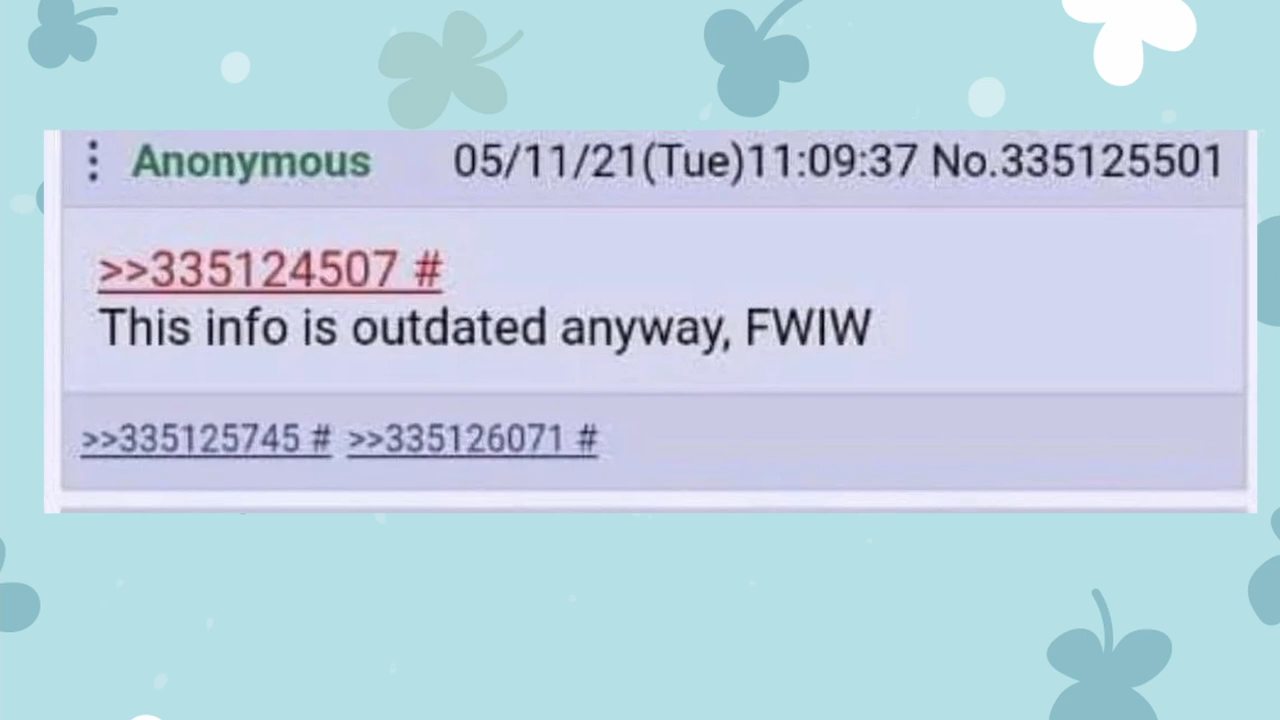 Anonymous 05/11/21(Tue)11:09:37 No.335125501
>>335124507 #
This info is outdated anyway, FWIW
>>335125745 # >>335126071 #